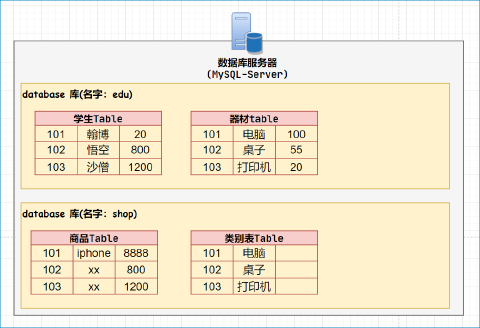 数据库服务器
(MySQL-Server)
database 库(名字: edu)
学生Table
101 翰博 20
102 悟空 800
103 沙僧 1200
器材table
101 电脑 100
102 桌子 55
103 打印机 20
database 库(名字: shop)
商品Table
101 iphone 8888
102 xx 800
103 xx 1200
类别表Table
101 电脑
102 桌子
103 打印机